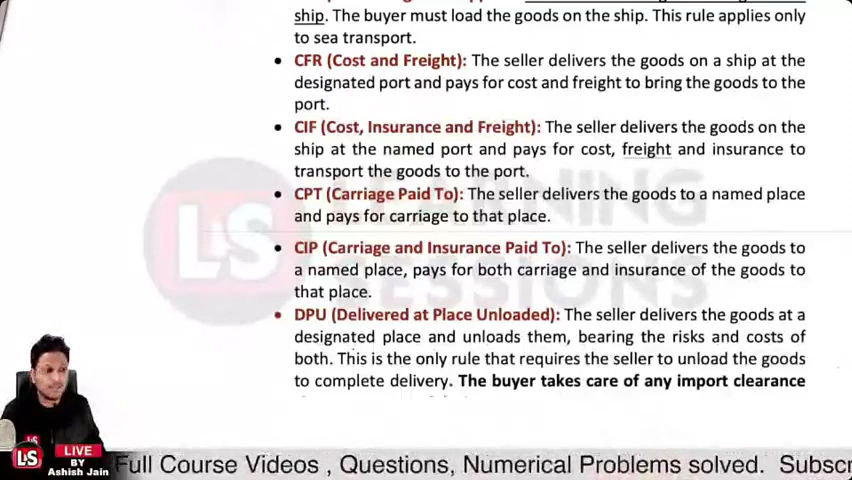 ship. The buyer must load the goods on the ship. This rule applies only
to sea transport.
• CFR (Cost and Freight): The seller delivers the goods on a ship at the
designated port and pays for cost and freight to bring the goods to the
port.
• CIF (Cost, Insurance and Freight): The seller delivers the goods on the
ship at the named port and pays for cost, freight and insurance to
transport the goods to the port.
• CPT (Carriage Paid To): The seller delivers the goods to a named place
and pays for carriage to that place.
• CIP (Carriage and Insurance Paid To): The seller delivers the goods to
a named place, pays for both carriage and insurance of the goods to
that place.
• DPU (Delivered at Place Unloaded): The seller delivers the goods at a
designated place and unloads them, bearing the risks and costs of
both. This is the only rule that requires the seller to unload the goods
to complete delivery. The buyer takes care of any import clearance
LS
LEARNING
SESSIONS
LS
LS
LIVE
BY
Ashish Jain
Full Course Videos , Questions, Numerical Problems solved. Subscr